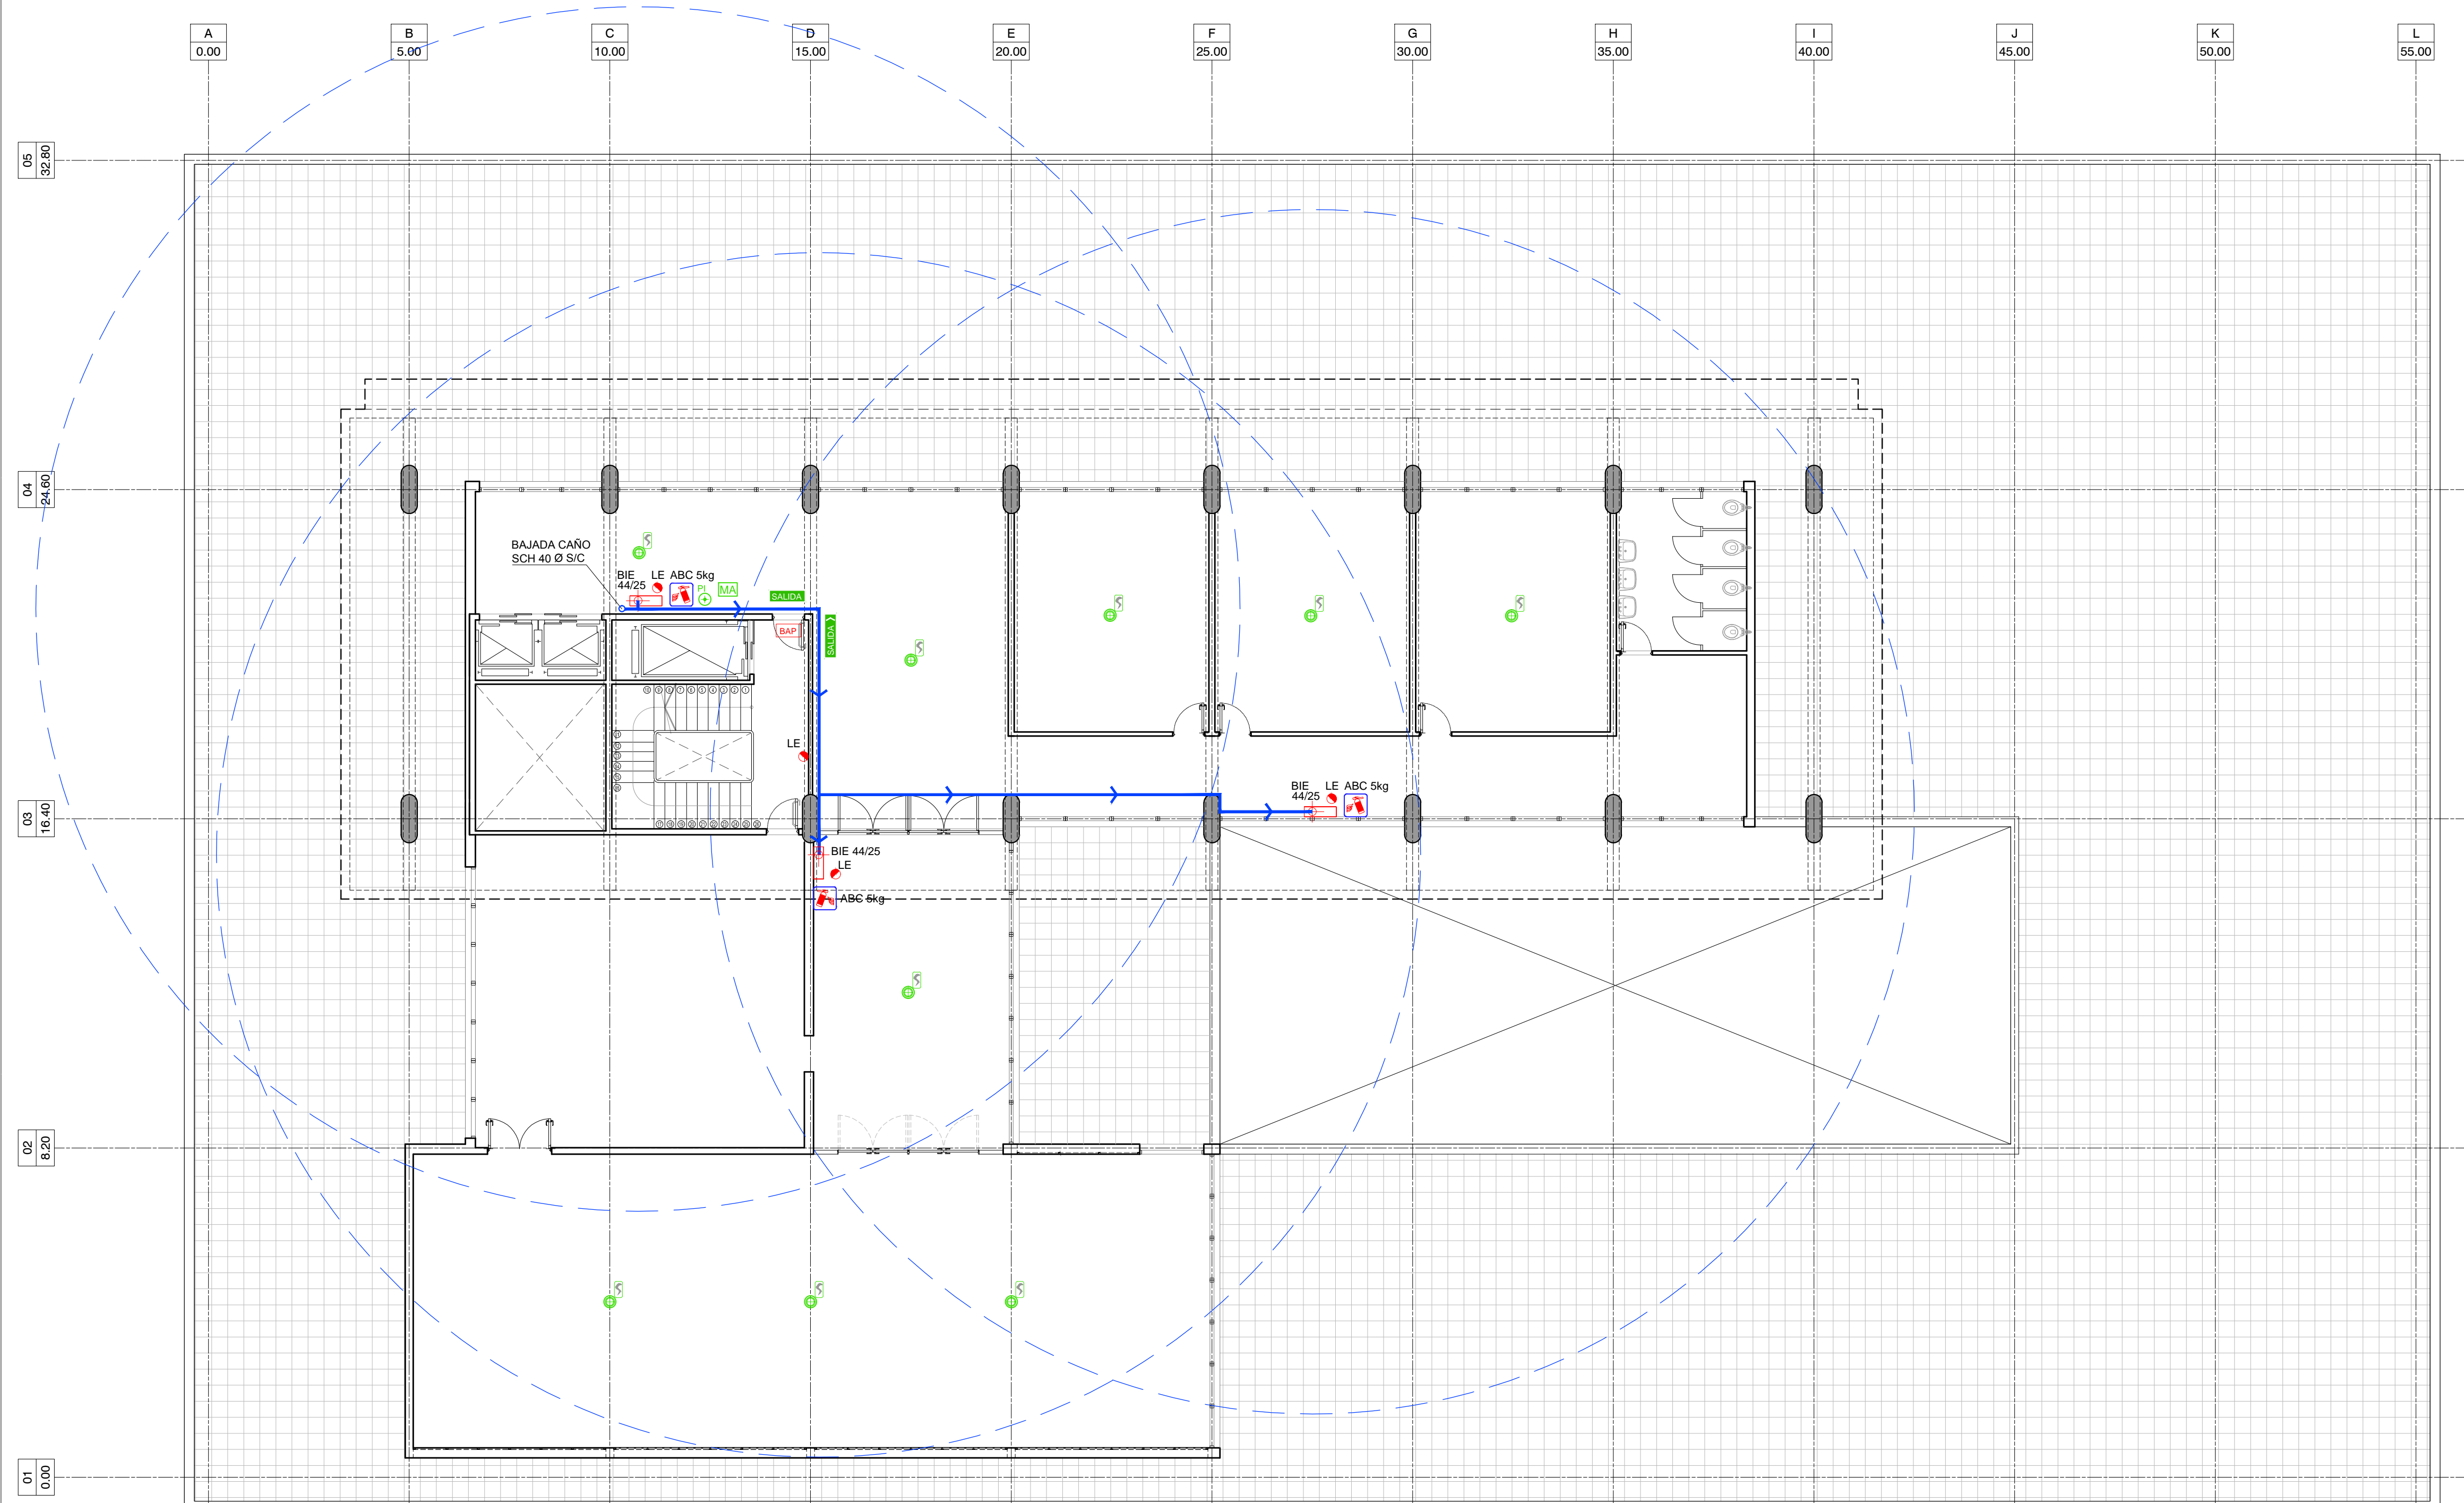 A B C D E F G H I J K L
0.00 5.00 10.00 15.00 20.00 25.00 30.00 35.00 40.00 45.00 50.00 55.00
05 32.80
04 24.60
BAJADA CAÑO
SCH 40 Ø S/C
BIE
44/25
LE
ABC 5kg
PI
MA
SALIDA
BAP
SALIDA
LE
03 16.40
BIE
44/25
LE
ABC 5kg
BIE 44/25
LE
ABC 5kg
02 8.20
01 0.00